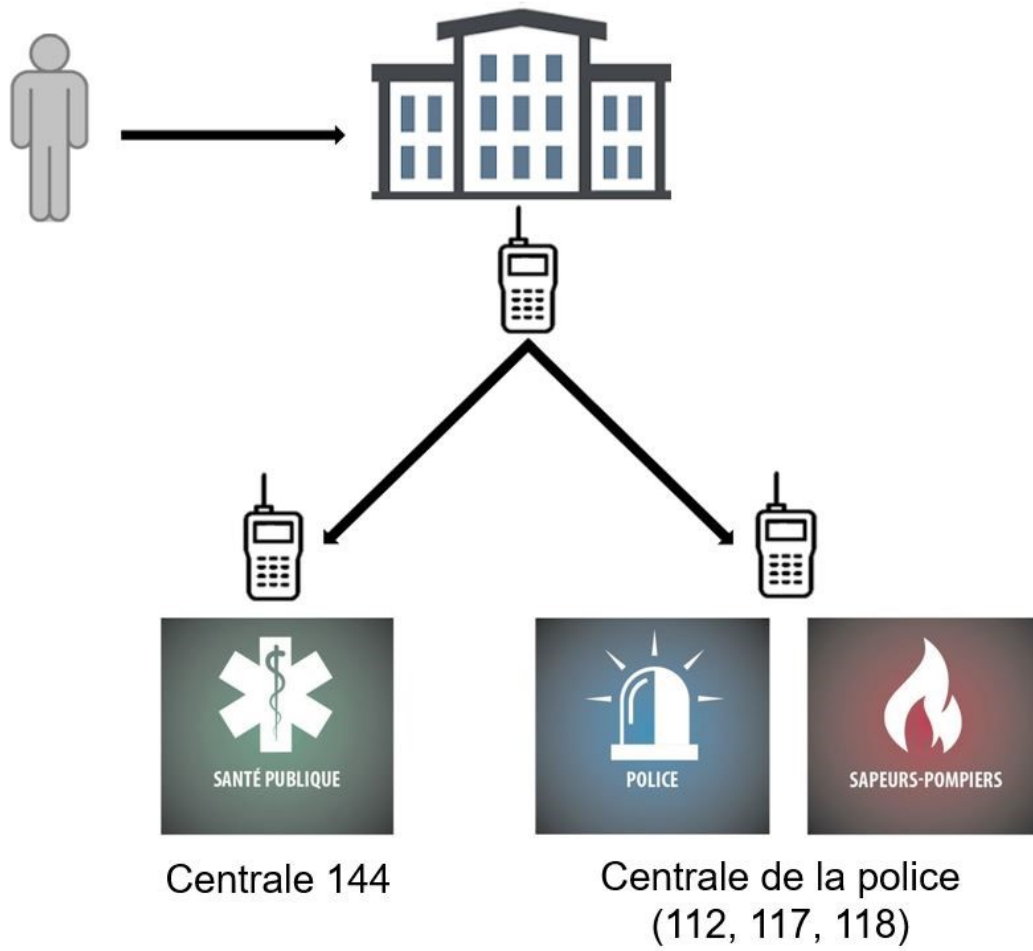 SANTÉ PUBLIQUE
POLICE
SAPEURS-POMPIERS
Centrale 144
Centrale de la police
(112, 117, 118)